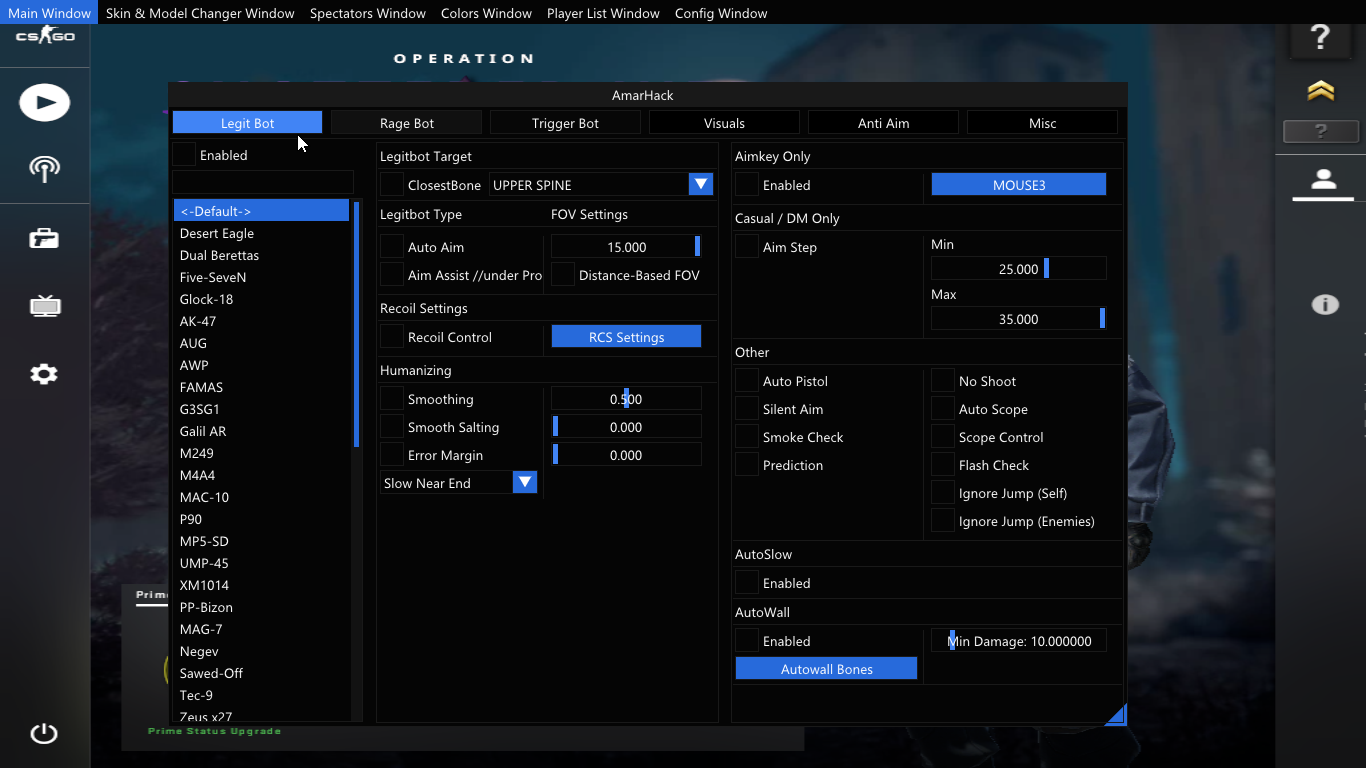 Main Window Skin & Model Changer Window Spectators Window Colors Window Player List Window Config Window
CS:GO
OPERATION
?
?
AmarHack
Legit Bot Rage Bot Trigger Bot Visuals Anti Aim Misc
Enabled
<-Default->
Desert Eagle
Dual Berettas
Five-SeveN
Glock-18
AK-47
AUG
AWP
FAMAS
G3SG1
Galil AR
M249
M4A4
MAC-10
P90
MP5-SD
UMP-45
XM1014
PP-Bizon
MAG-7
Negev
Sawed-Off
Tec-9
Zeus x27
Legitbot Target
ClosestBone UPPER SPINE
Legitbot Type FOV Settings
Auto Aim 15.000
Aim Assist //under Pro Distance-Based FOV
Recoil Settings
Recoil Control RCS Settings
Humanizing
Smoothing 0.500
Smooth Salting 0.000
Error Margin 0.000
Slow Near End
Aimkey Only
Enabled MOUSE3
Casual / DM Only
Aim Step Min
25.000
Max
35.000
Other
Auto Pistol No Shoot
Silent Aim Auto Scope
Smoke Check Scope Control
Prediction Flash Check
Ignore Jump (Self)
Ignore Jump (Enemies)
AutoSlow
Enabled
AutoWall
Enabled Min Damage: 10.000000
Autowall Bones
Prim
Prime Status Upgrade